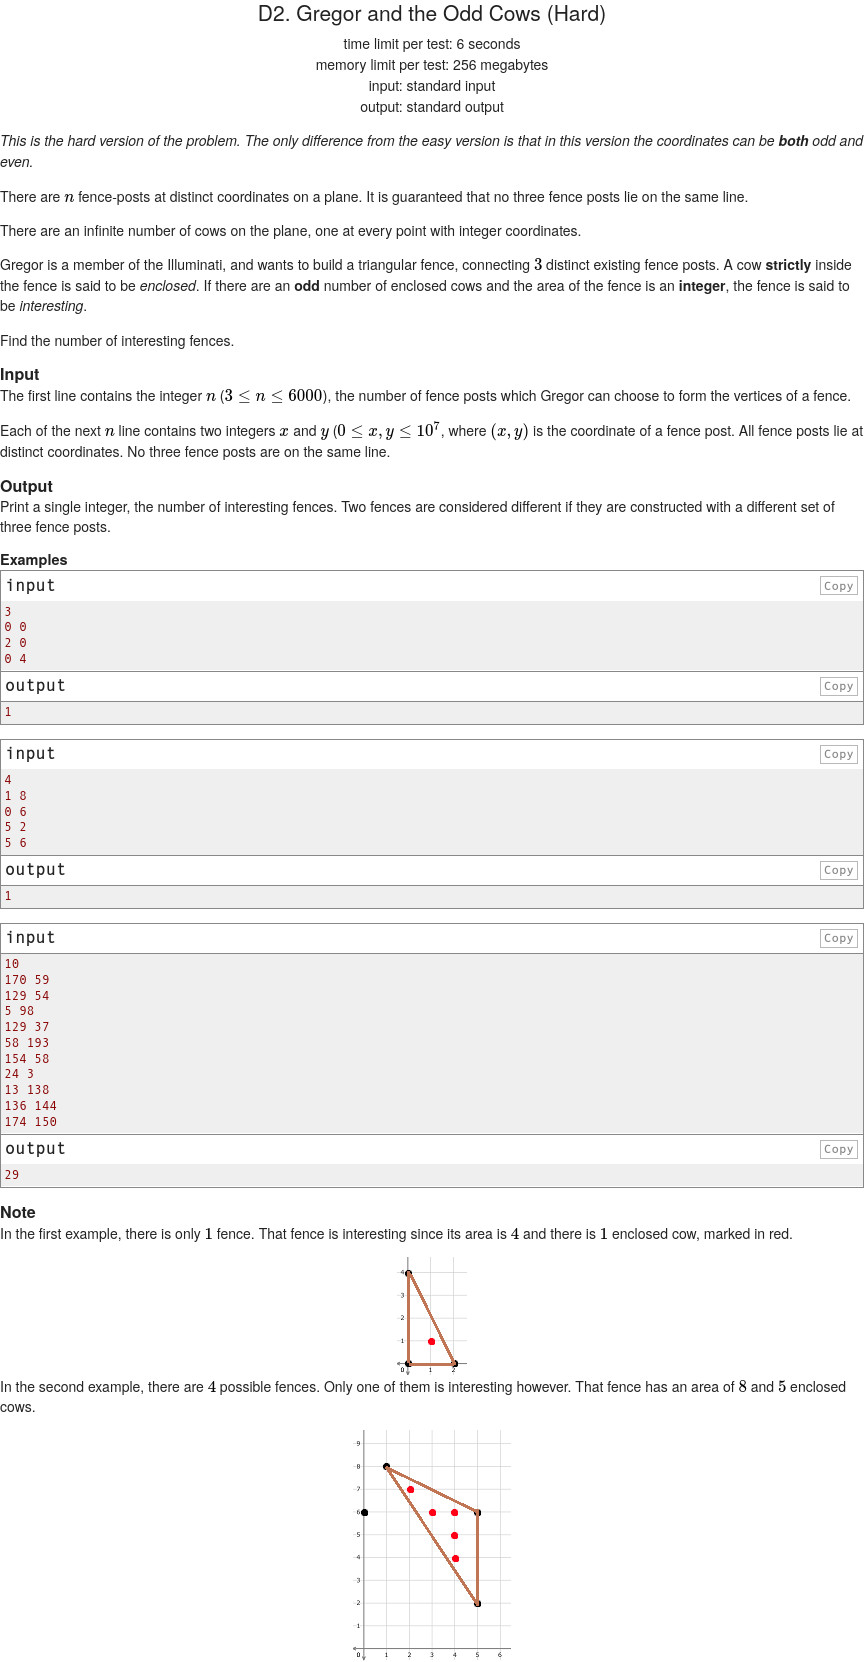 D2. Gregor and the Odd Cows (Hard)
time limit per test: 6 seconds
memory limit per test: 256 megabytes
input: standard input
output: standard output
This is the hard version of the problem. The only difference from the easy version is that in this version the coordinates can be both odd and
even.
There are n fence-posts at distinct coordinates on a plane. It is guaranteed that no three fence posts lie on the same line.
There are an infinite number of cows on the plane, one at every point with integer coordinates.
Gregor is a member of the Illuminati, and wants to build a triangular fence, connecting 3 distinct existing fence posts. A cow strictly inside
the fence is said to be enclosed. If there are an odd number of enclosed cows and the area of the fence is an integer, the fence is said to
be interesting.
Find the number of interesting fences.
Input
The first line contains the integer n (3 ≤ n ≤ 6000), the number of fence posts which Gregor can choose to form the vertices of a fence.
Each of the next n line contains two integers x and y (0 ≤ x, y ≤ 10^7, where (x, y) is the coordinate of a fence post. All fence posts lie at
distinct coordinates. No three fence posts are on the same line.
Output
Print a single integer, the number of interesting fences. Two fences are considered different if they are constructed with a different set of
three fence posts.
Examples
input
Copy
3
0 0
2 0
0 4
output
Copy
1
input
Copy
4
1 8
0 6
5 2
5 6
output
Copy
1
input
Copy
10
170 59
129 54
5 98
129 37
58 193
154 58
24 3
13 138
136 144
174 150
output
Copy
29
Note
In the first example, there is only 1 fence. That fence is interesting since its area is 4 and there is 1 enclosed cow, marked in red.
4
3
2
1
0 1 2
In the second example, there are 4 possible fences. Only one of them is interesting however. That fence has an area of 8 and 5 enclosed
cows.
9
8
7
6
5
4
3
2
1
0 1 2 3 4 5 6